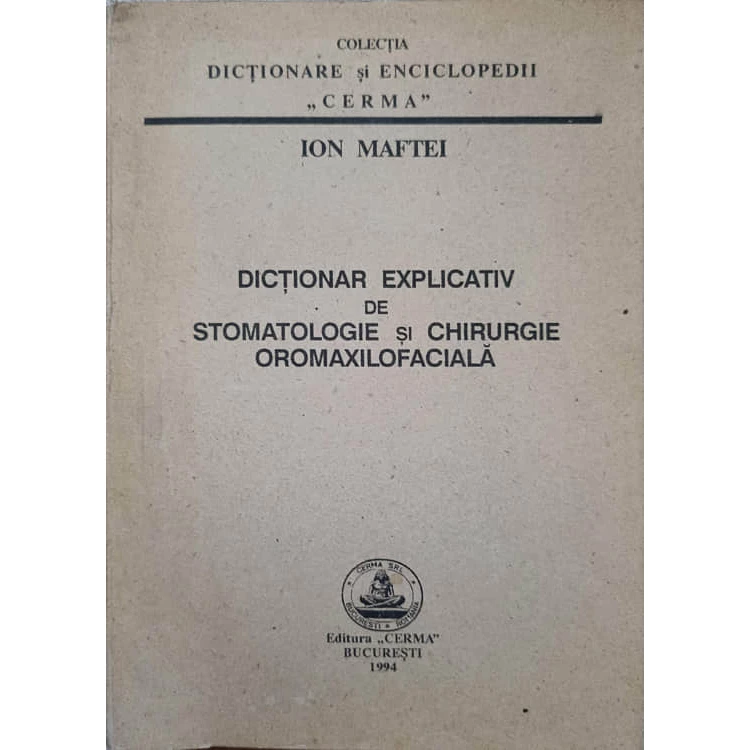 COLECȚIA
DICȚIONARE și ENCICLOPEDII
„CERMA”
ION MAFTEI
DICȚIONAR EXPLICATIV
DE
STOMATOLOGIE ȘI CHIRURGIE
OROMAXILOFACIALĂ
CERMA SRL
BUCUREȘTI * ROMANIA
Editura „CERMA”
BUCUREȘTI
1994